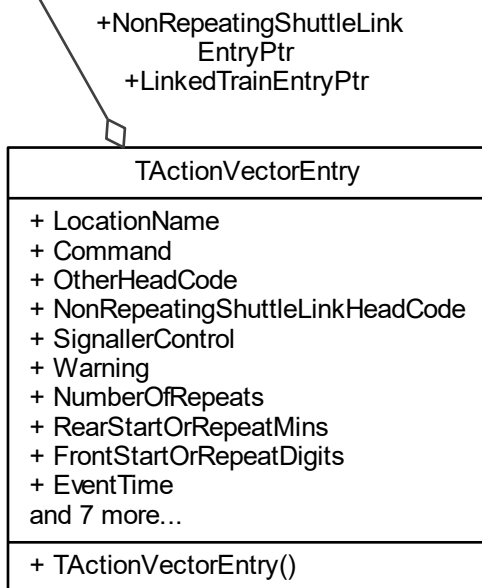 +NonRepeatingShuttleLink
EntryPtr
+LinkedTrainEntryPtr
TActionVectorEntry
+ LocationName
+ Command
+ OtherHeadCode
+ NonRepeatingShuttleLinkHeadCode
+ SignallerControl
+ Warning
+ NumberOfRepeats
+ RearStartOrRepeatMins
+ FrontStartOrRepeatDigits
+ EventTime
and 7 more...
+ TActionVectorEntry()